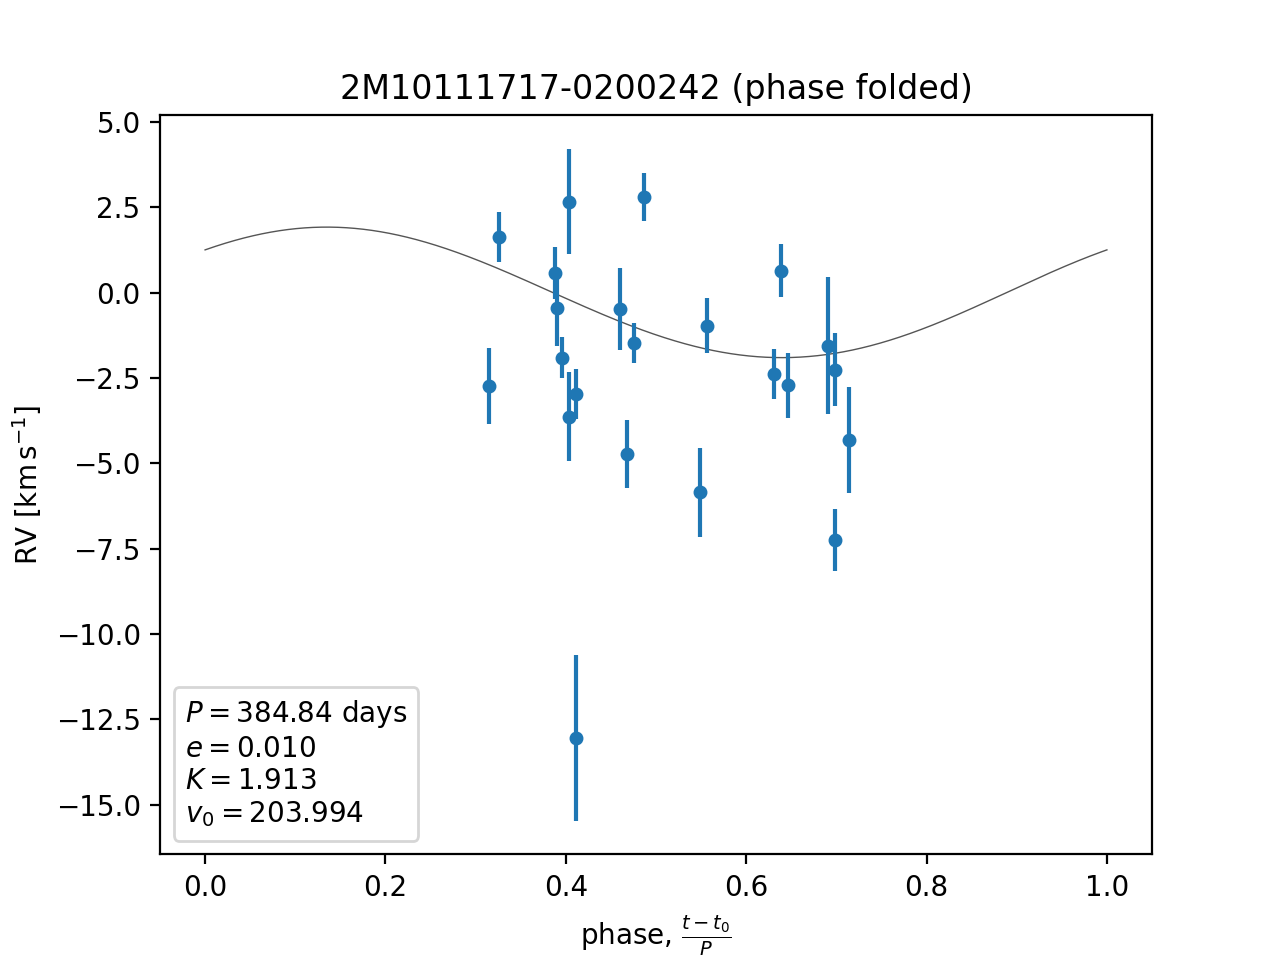 2M10111717-0200242 (phase folded)
5.0
2.5
0.0
−2.5
−5.0
−7.5
−10.0
−12.5
−15.0
RV [km s⁻¹]
P = 384.84 days
e = 0.010
K = 1.913
v₀ = 203.994
0.0 0.2 0.4 0.6 0.8 1.0
phase, (t − t₀)/P